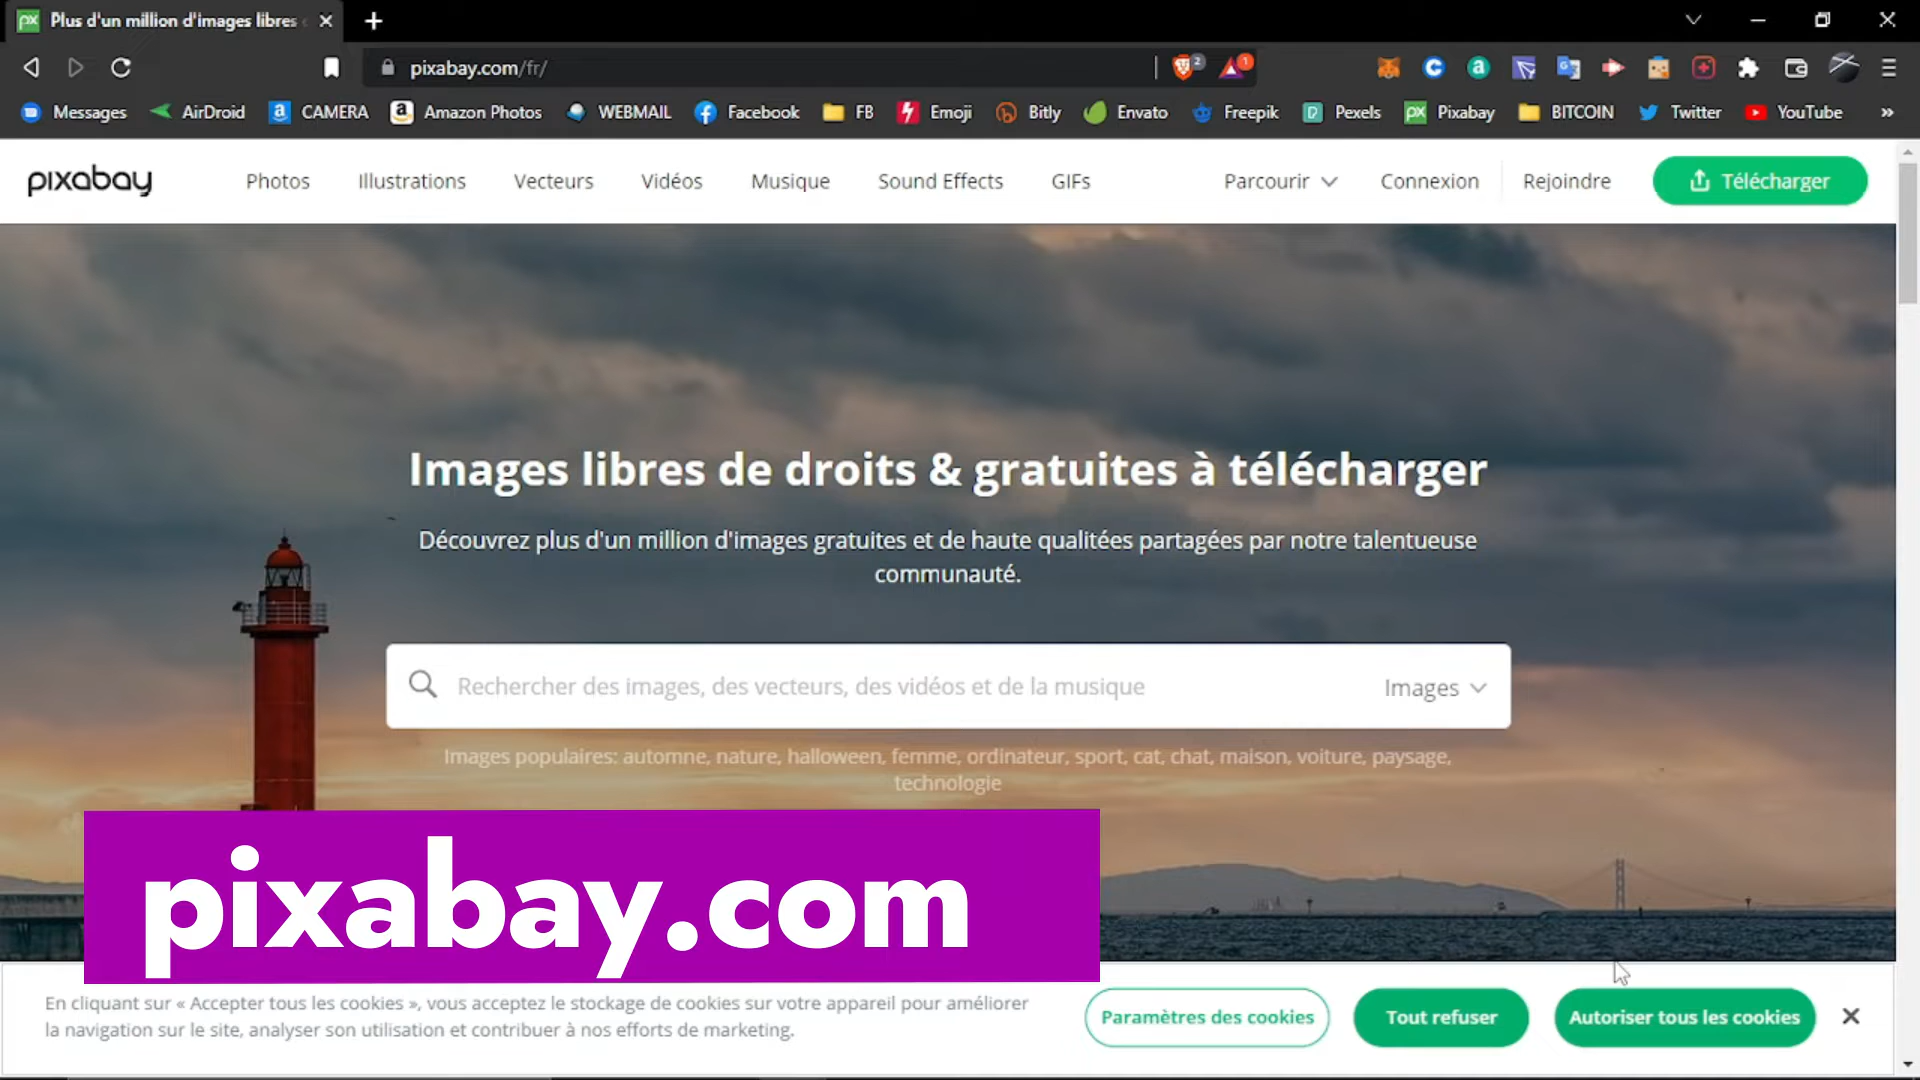 Plus d'un million d'images libres
pixabay.com/fr/
2
1
Messages
AirDroid
CAMERA
Amazon Photos
WEBMAIL
Facebook
FB
Emoji
Bitly
Envato
Freepik
Pexels
Pixabay
BITCOIN
Twitter
YouTube
»
pixabay
Photos
Illustrations
Vecteurs
Vidéos
Musique
Sound Effects
GIFs
Parcourir
Connexion
Rejoindre
Télécharger
Images libres de droits & gratuites à télécharger
Découvrez plus d'un million d'images gratuites et de haute qualitées partagées par notre talentueuse
communauté.
Rechercher des images, des vecteurs, des vidéos et de la musique
Images
Images populaires: automne, nature, halloween, femme, ordinateur, sport, cat, chat, maison, voiture, paysage,
technologie
pixabay.com
En cliquant sur « Accepter tous les cookies », vous acceptez le stockage de cookies sur votre appareil pour améliorer
la navigation sur le site, analyser son utilisation et contribuer à nos efforts de marketing.
Paramètres des cookies
Tout refuser
Autoriser tous les cookies